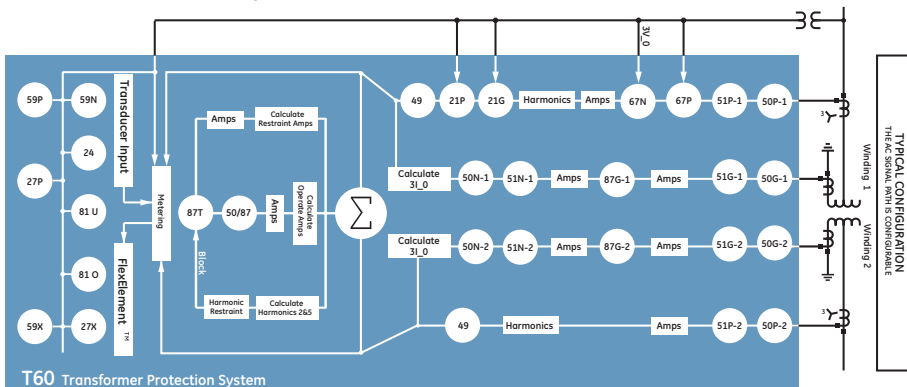 3V_0
59P
59N
Transducer Input
24
27P
81 U
81 O
59X
27X
FlexElement ™
Metering
Amps
Calculate
Restraint Amps
87T
50/87
Amps
Calculate
Operate Amps
Σ
Block
Harmonic
Restraint
Calculate
Harmonics 2&5
49
21P
21G
Harmonics
Amps
67N
67P
51P-1
50P-1
3
Calculate
3I_0
50N-1
51N-1
Amps
87G-1
Amps
51G-1
50G-1
Winding 1
Calculate
3I_0
50N-2
51N-2
Amps
87G-2
Amps
51G-2
50G-2
Winding 2
49
Harmonics
Amps
51P-2
50P-2
3
TYPICAL CONFIGURATION
THE AC SIGNAL PATH IS CONFIGURABLE
T60 Transformer Protection System